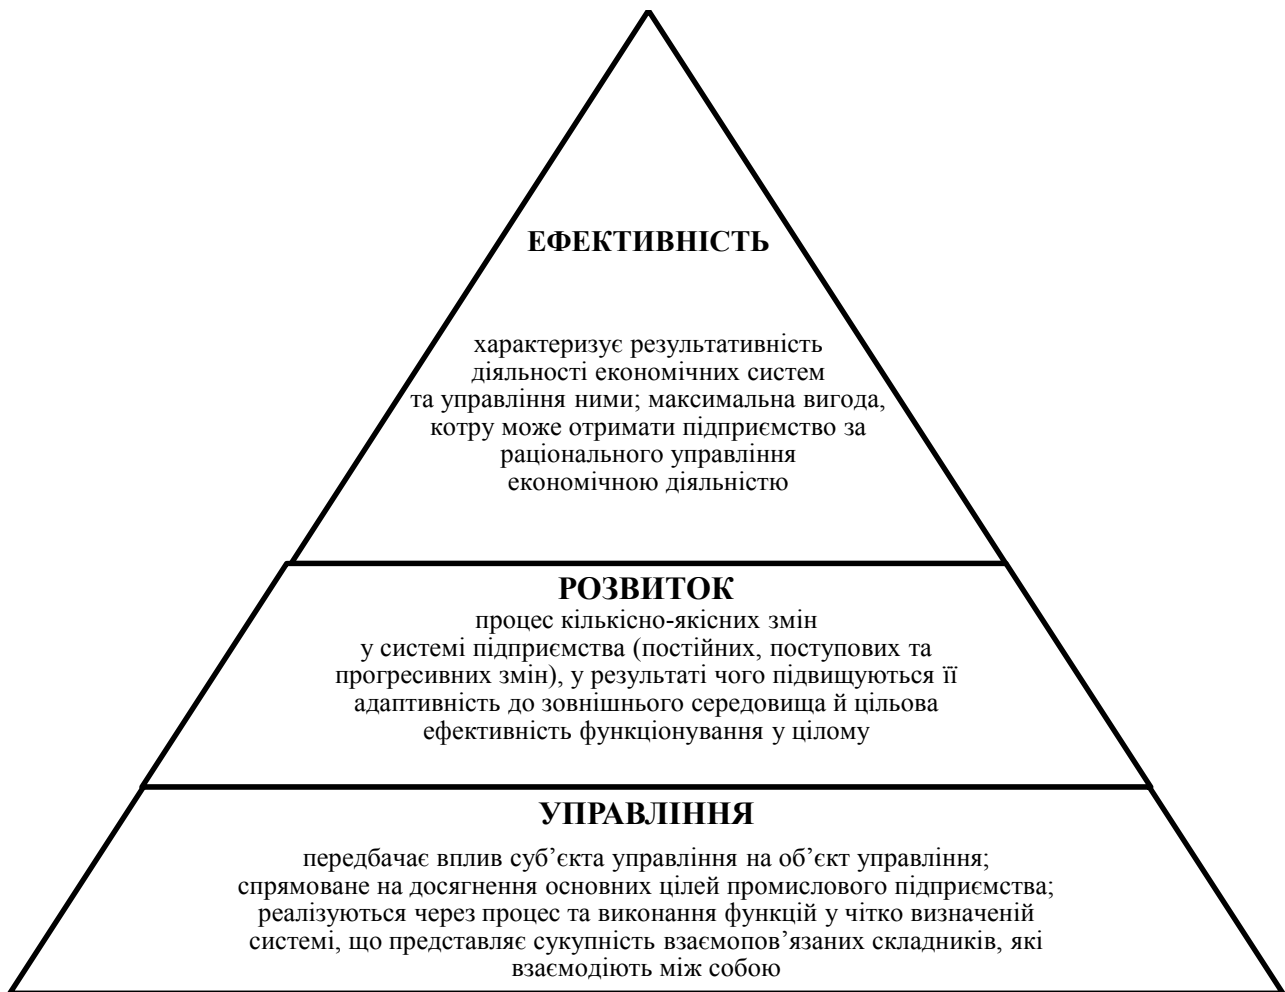 ЕФЕКТИВНІСТЬ
характеризує результативність
діяльності економічних систем
та управління ними; максимальна вигода,
котру може отримати підприємство за
раціонального управління
економічною діяльністю
РОЗВИТОК
процес кількісно-якісних змін
у системі підприємства (постійних, поступових та
прогресивних змін), у результаті чого підвищуються її
адаптивність до зовнішнього середовища й цільова
ефективність функціонування у цілому
УПРАВЛІННЯ
передбачає вплив суб’єкта управління на об’єкт управління;
спрямоване на досягнення основних цілей промислового підприємства;
реалізуються через процес та виконання функцій у чітко визначеній
системі, що представляє сукупність взаємопов’язаних складників, які
взаємодіють між собою